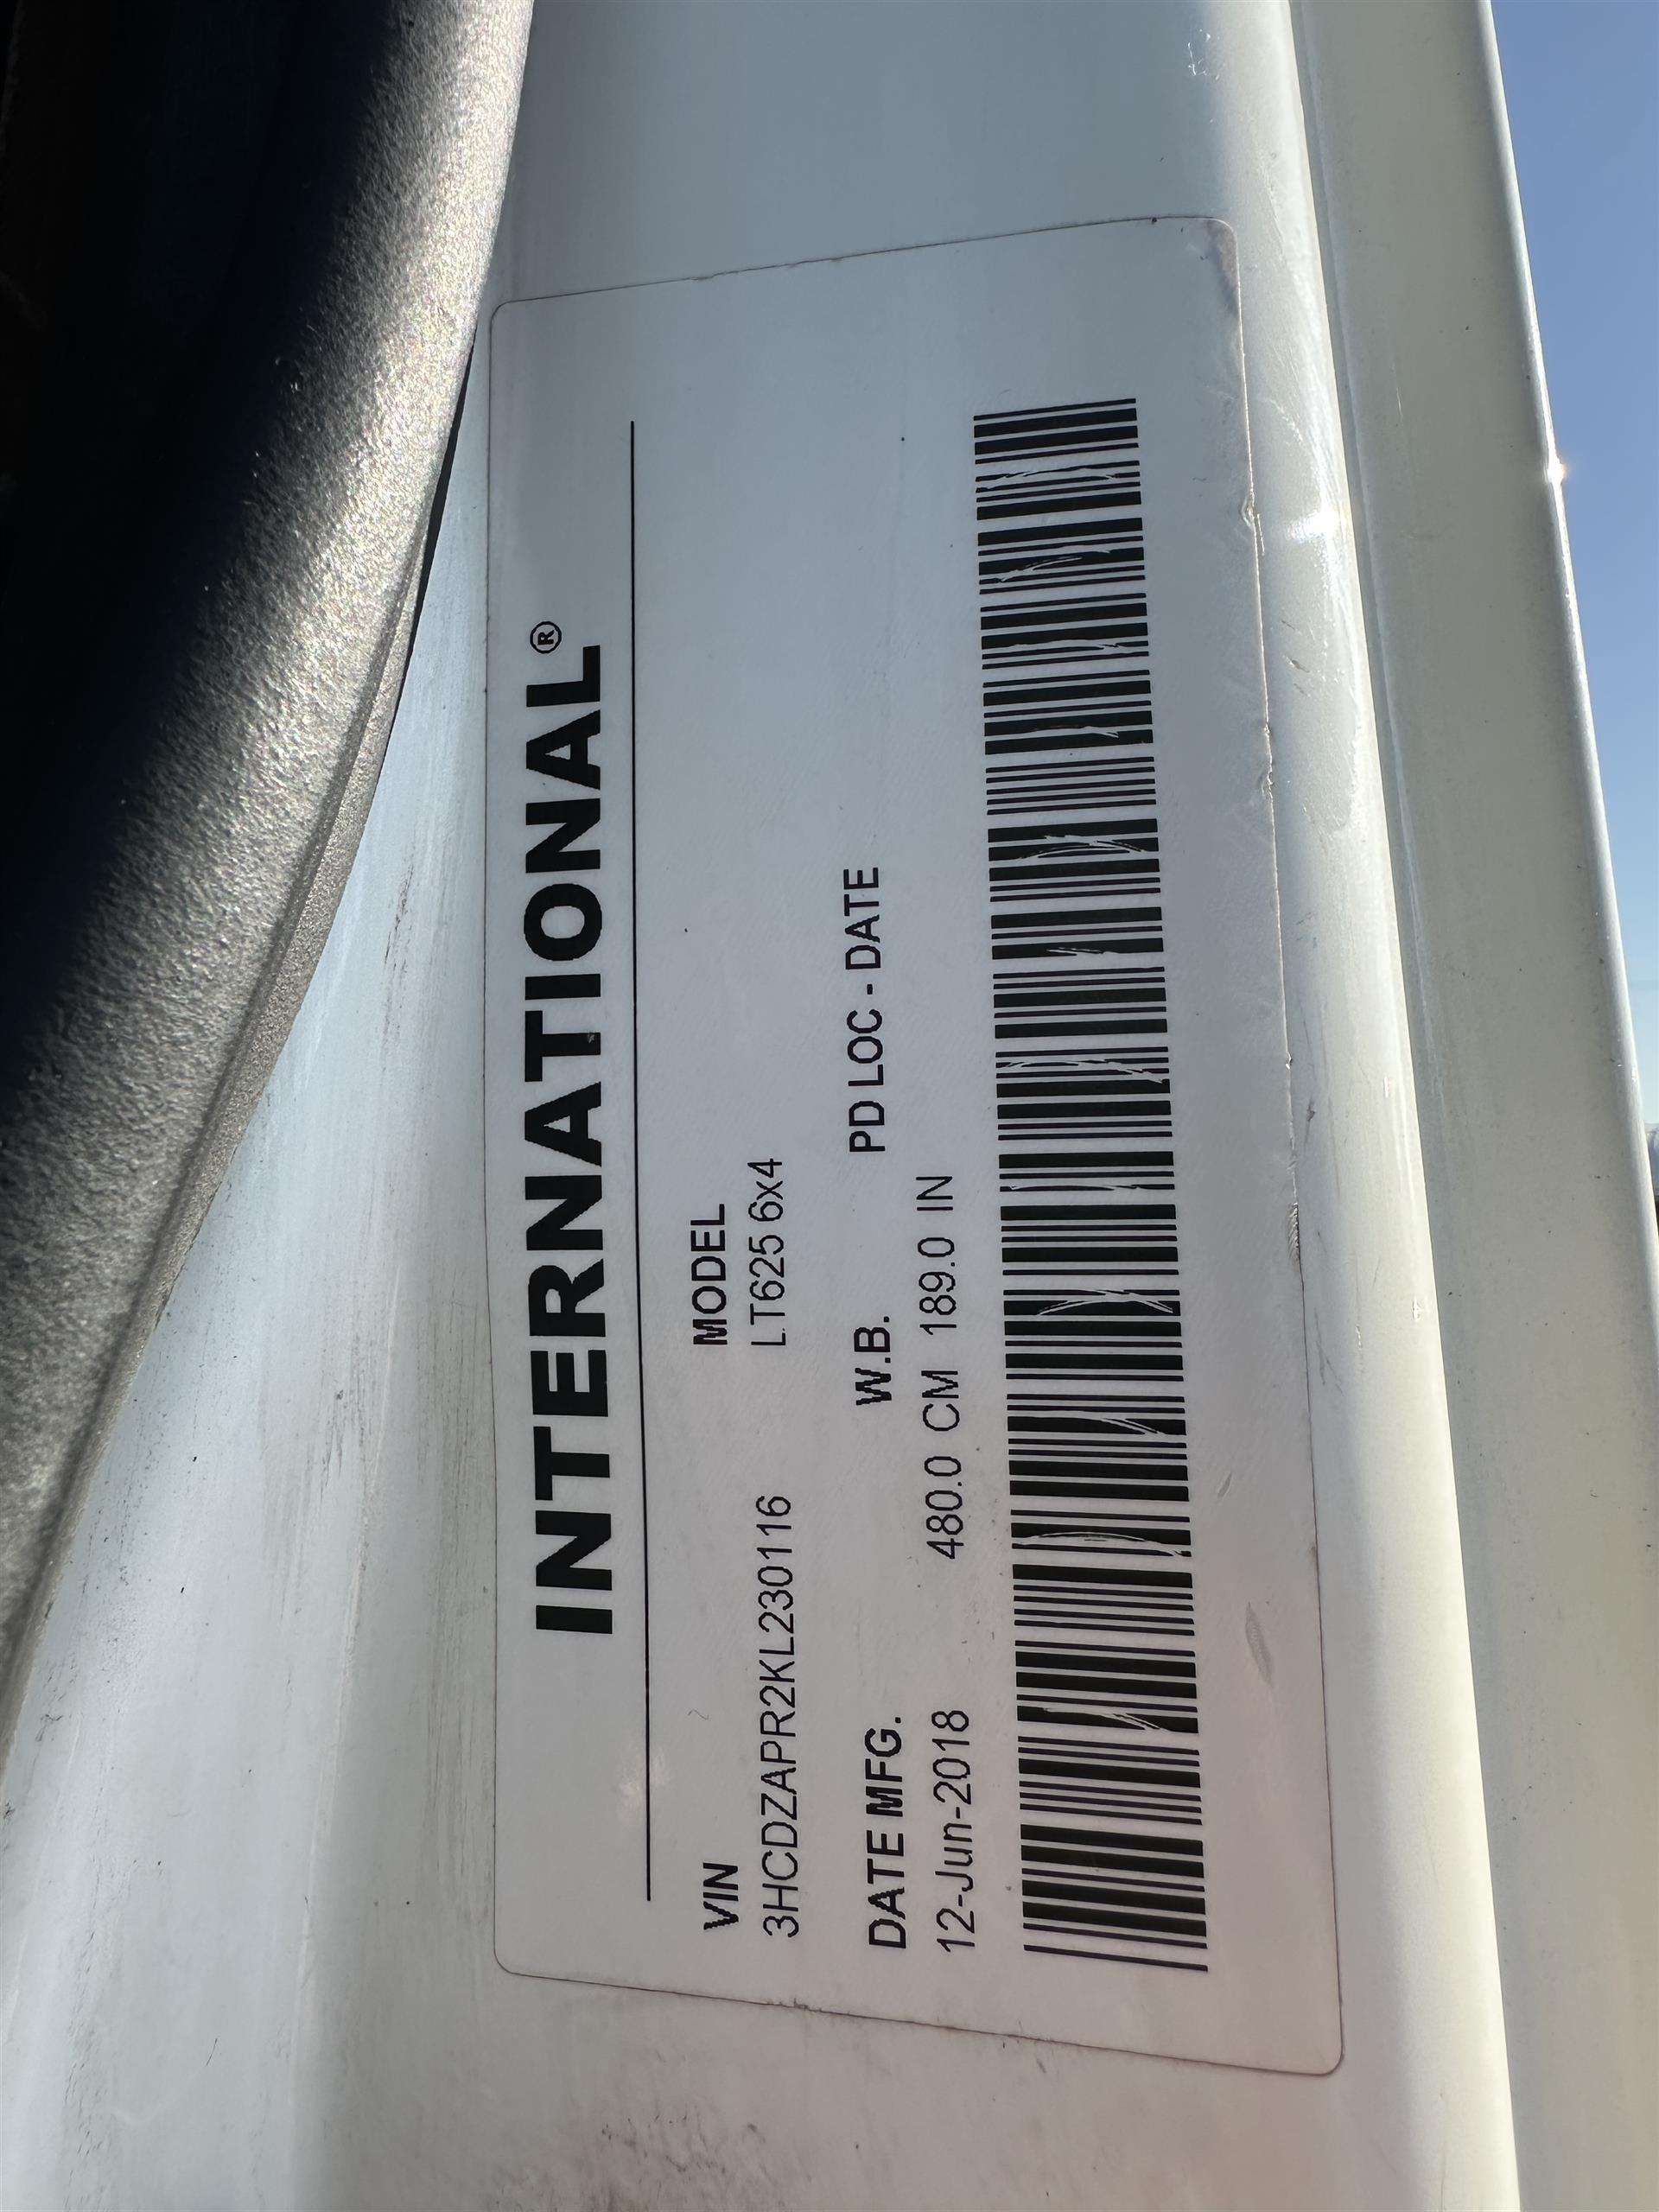 INTERNATIONAL®
VIN MODEL
3HCDZAPR2KL230116 LT625 6x4
DATE MFG. W.B. PD LOC - DATE
12-Jun-2018 480.0 CM 189.0 IN